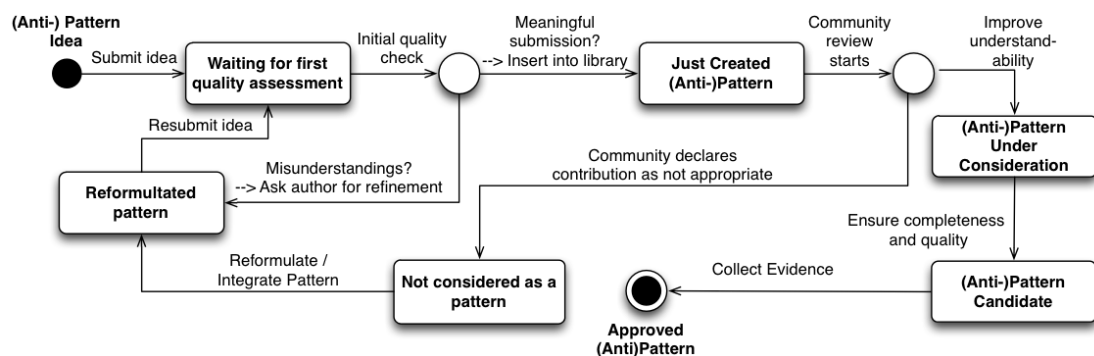 (Anti-) Pattern
Idea
Submit idea
Waiting for first
quality assessment
Initial quality
check
Meaningful
submission?
--> Insert into library
Just Created
(Anti-)Pattern
Community
review
starts
Improve
understand-
ability
(Anti-)Pattern
Under
Consideration
Resubmit idea
Misunderstandings?
--> Ask author for refinement
Reformultated
pattern
Community declares
contribution as not appropriate
Ensure completeness
and quality
Reformulate /
Integrate Pattern
Not considered as a
pattern
Collect Evidence
(Anti-)Pattern
Candidate
Approved
(Anti)Pattern